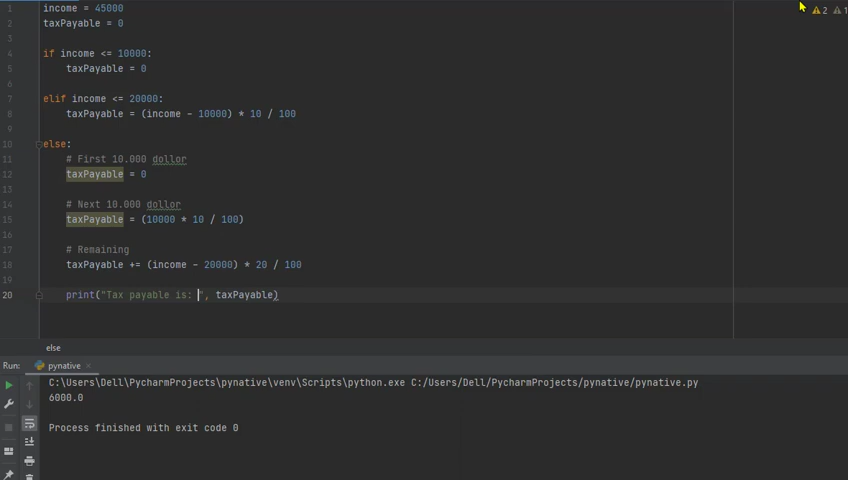 1 income = 45000
2 taxPayable = 0
3
4 if income <= 10000:
5 taxPayable = 0
6
7 elif income <= 20000:
8 taxPayable = (income - 10000) * 10 / 100
9
10 else:
11 # First 10.000 dollor
12 taxPayable = 0
13
14 # Next 10.000 dollor
15 taxPayable = (10000 * 10 / 100)
16
17 # Remaining
18 taxPayable += (income - 20000) * 20 / 100
19
20 print("Tax payable is: ", taxPayable)
2 1
else
Run: pynative ×
C:\Users\Dell\PycharmProjects\pynative\venv\Scripts\python.exe C:/Users/Dell/PycharmProjects/pynative/pynative.py
6000.0
Process finished with exit code 0